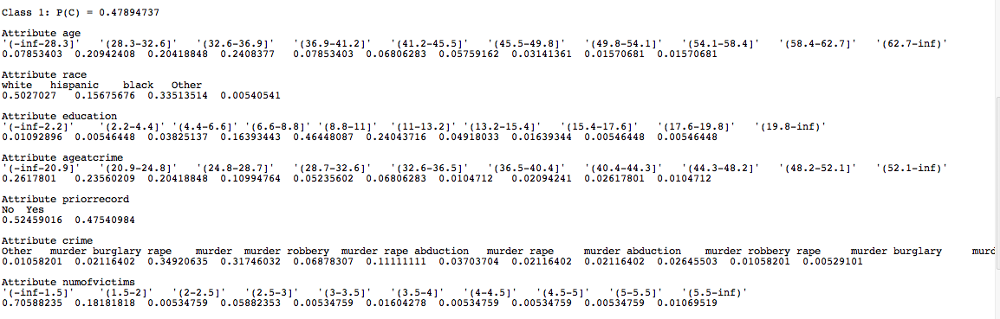 Class 1: P(C) = 0.47894737
Attribute age
'(-inf-28.3]' '(28.3-32.6]' '(32.6-36.9]' '(36.9-41.2]' '(41.2-45.5]' '(45.5-49.8]' '(49.8-54.1]' '(54.1-58.4]' '(58.4-62.7]' '(62.7-inf)'
0.07853403 0.20942408 0.20418848 0.2408377 0.07853403 0.06806283 0.05759162 0.03141361 0.01570681 0.01570681
Attribute race
white hispanic black Other
0.5027027 0.15675676 0.33513514 0.00540541
Attribute education
'(-inf-2.2]' '(2.2-4.4]' '(4.4-6.6]' '(6.6-8.8]' '(8.8-11]' '(11-13.2]' '(13.2-15.4]' '(15.4-17.6]' '(17.6-19.8]' '(19.8-inf)'
0.01092896 0.00546448 0.03825137 0.16393443 0.46448087 0.24043716 0.04918033 0.01639344 0.00546448 0.00546448
Attribute ageatcrime
'(-inf-20.9]' '(20.9-24.8]' '(24.8-28.7]' '(28.7-32.6]' '(32.6-36.5]' '(36.5-40.4]' '(40.4-44.3]' '(44.3-48.2]' '(48.2-52.1]' '(52.1-inf)'
0.2617801 0.23560209 0.20418848 0.10994764 0.05235602 0.06806283 0.0104712 0.02094241 0.02617801 0.0104712
Attribute priorrecord
No Yes
0.52459016 0.47540984
Attribute crime
Other murder burglary rape murder murder robbery murder rape abduction murder rape murder abduction murder robbery rape murder burglary murd
0.01058201 0.02116402 0.34920635 0.31746032 0.06878307 0.11111111 0.03703704 0.02116402 0.02116402 0.02645503 0.01058201 0.00529101
Attribute numofvictims
'(-inf-1.5]' '(1.5-2]' '(2-2.5]' '(2.5-3]' '(3-3.5]' '(3.5-4]' '(4-4.5]' '(4.5-5]' '(5-5.5]' '(5.5-inf)'
0.70588235 0.18181818 0.00534759 0.05882353 0.00534759 0.01604278 0.00534759 0.00534759 0.00534759 0.01069519